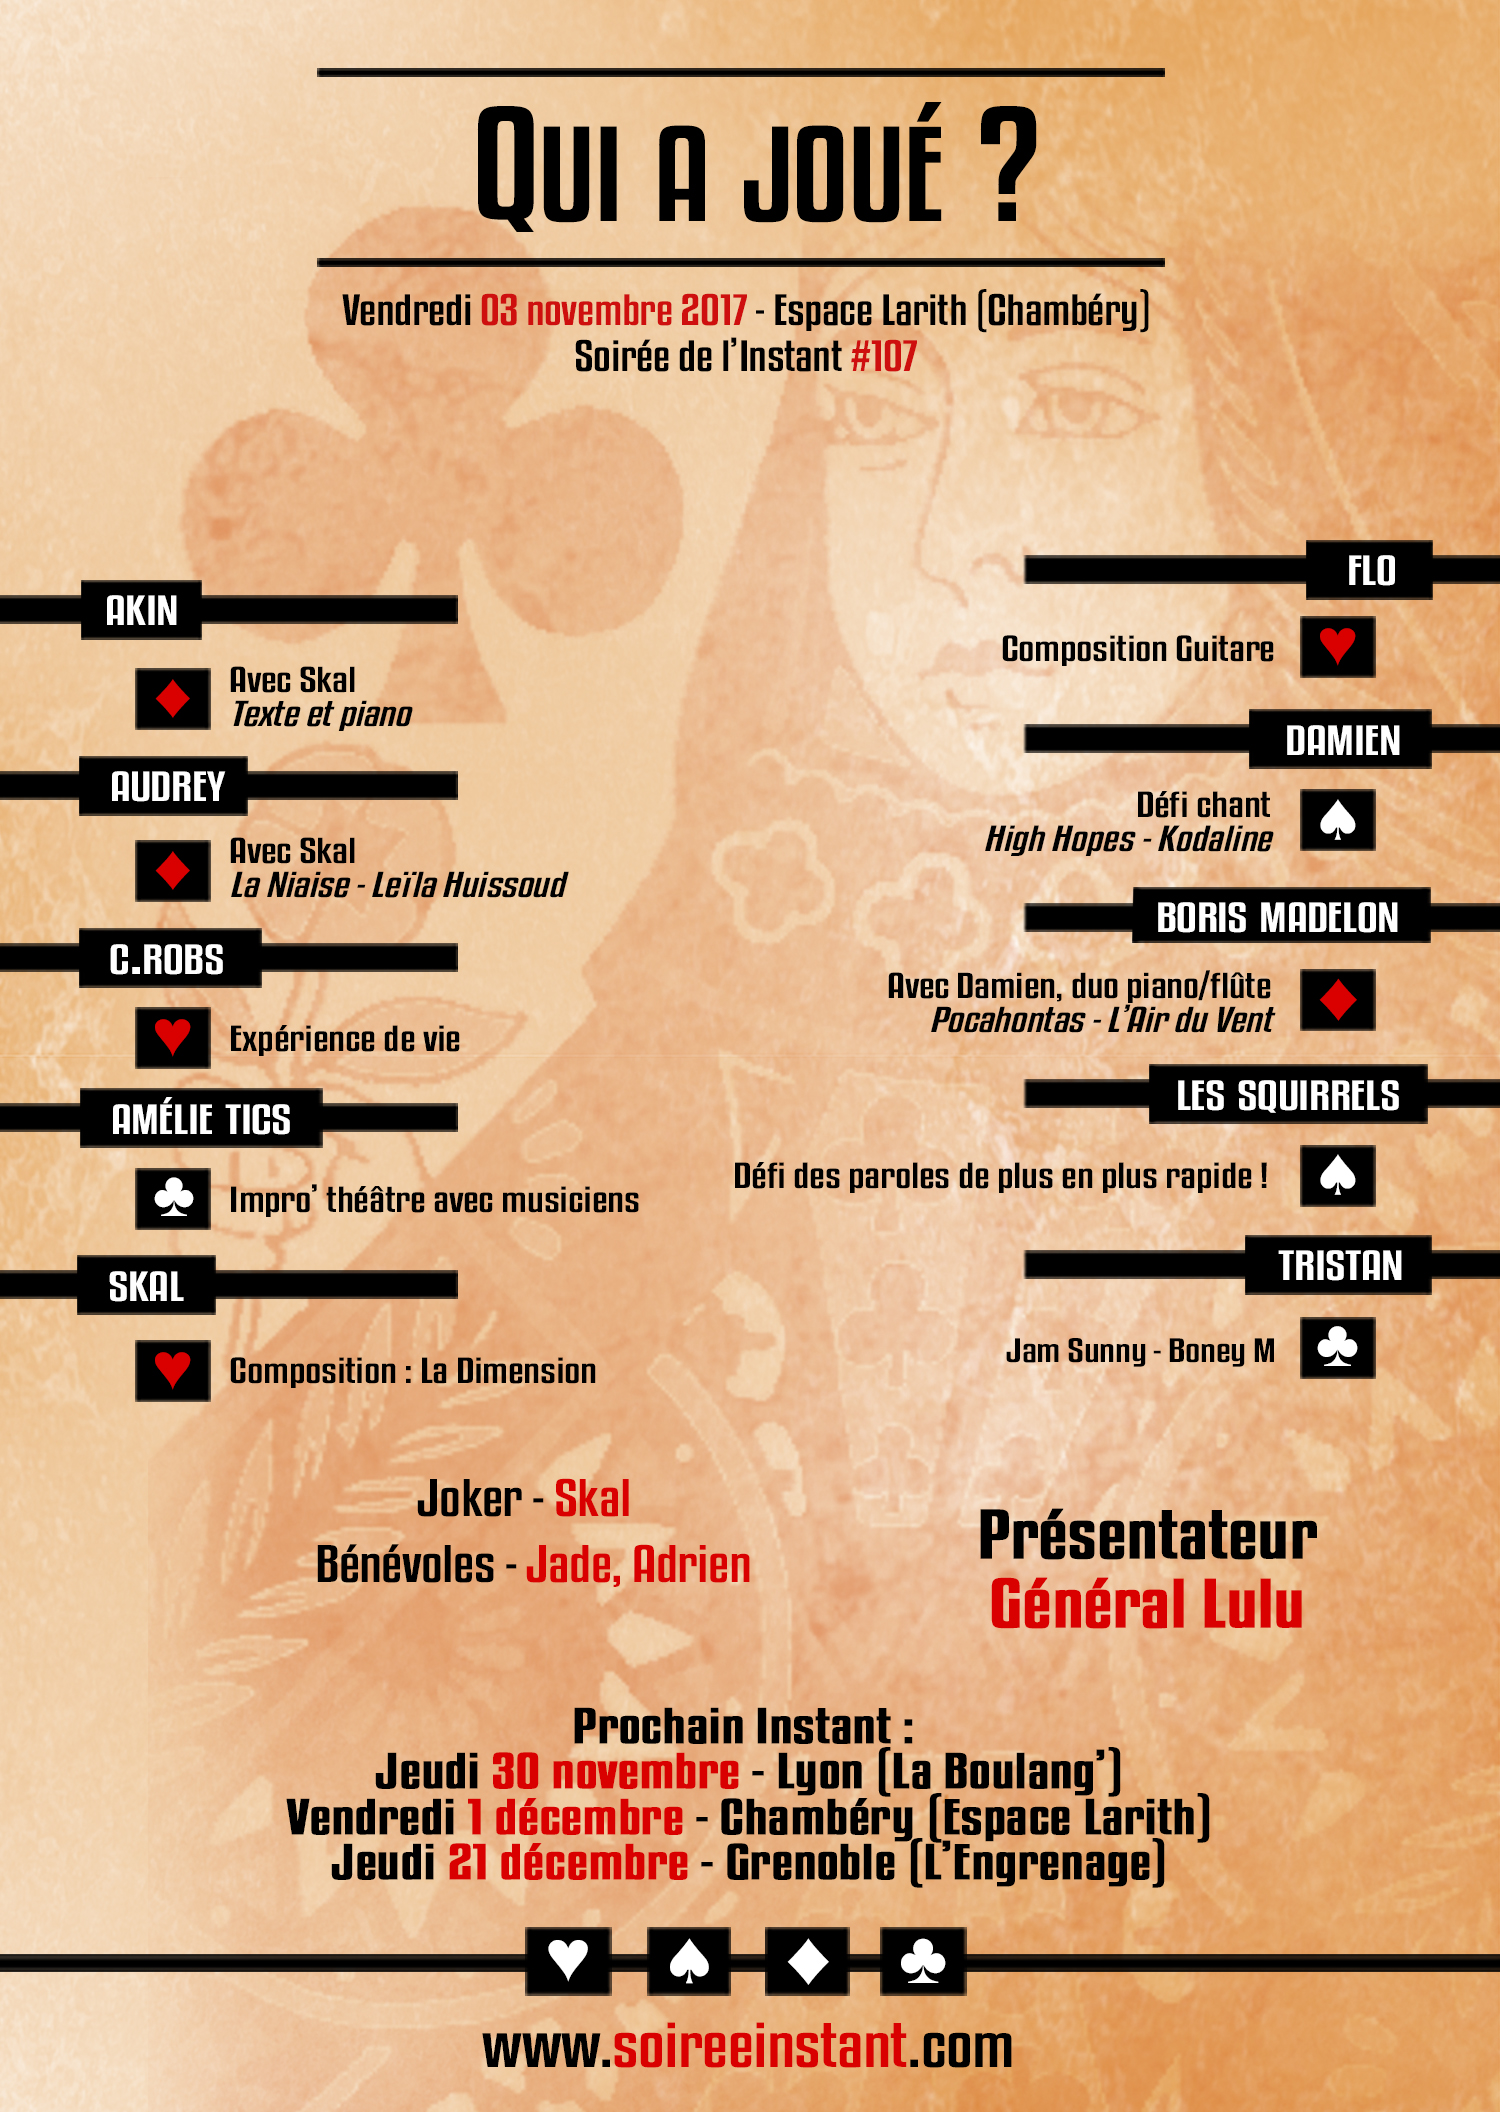 Qui a joué ?
Vendredi 03 novembre 2017 - Espace Larith (Chambéry)
Soirée de l'Instant #107
AKIN
Avec Skal
Texte et piano
AUDREY
Avec Skal
La Niaise - Leïla Huissoud
C.ROBS
Expérience de vie
AMÉLIE TICS
Impro' théâtre avec musiciens
SKAL
Composition : La Dimension
FLO
Composition Guitare
DAMIEN
Défi chant
High Hopes - Kodaline
BORIS MADELON
Avec Damien, duo piano/flûte
Pocahontas - L'Air du Vent
LES SQUIRRELS
Défi des paroles de plus en plus rapide !
TRISTAN
Jam Sunny - Boney M
Joker - Skal
Bénévoles - Jade, Adrien
Présentateur
Général Lulu
Prochain Instant :
Jeudi 30 novembre - Lyon (La Boulang')
Vendredi 1 décembre - Chambéry (Espace Larith)
Jeudi 21 décembre - Grenoble (L'Engrenage)
www.soireeinstant.com